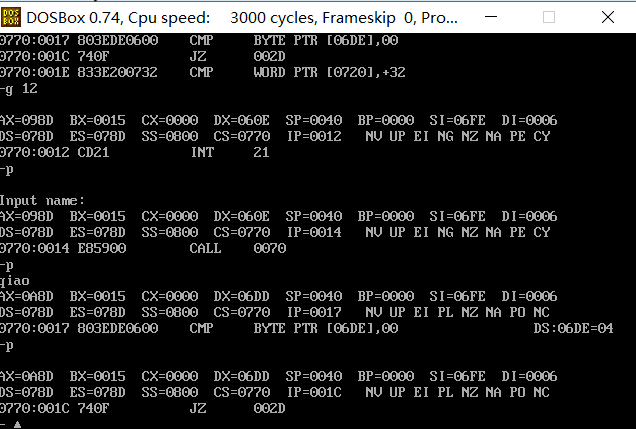 DOSBox 0.74, Cpu speed: 3000 cycles, Frameskip 0, Pro...
0770:0017 803EDE0600 CMP BYTE PTR [06DE],00
0770:001C 740F JZ 002D
0770:001E 833E200732 CMP WORD PTR [0720],+32
-g 12
AX=098D BX=0015 CX=0000 DX=060E SP=0040 BP=0000 SI=06FE DI=0006
DS=078D ES=078D SS=0800 CS=0770 IP=0012 NV UP EI NG NZ NA PE CY
0770:0012 CD21 INT 21
-p
Input name:
AX=098D BX=0015 CX=0000 DX=060E SP=0040 BP=0000 SI=06FE DI=0006
DS=078D ES=078D SS=0800 CS=0770 IP=0014 NV UP EI NG NZ NA PE CY
0770:0014 E85900 CALL 0070
-p
qiao
AX=0A8D BX=0015 CX=0000 DX=06DD SP=0040 BP=0000 SI=06FE DI=0006
DS=078D ES=078D SS=0800 CS=0770 IP=0017 NV UP EI PL NZ NA PO NC
0770:0017 803EDE0600 CMP BYTE PTR [06DE],00 DS:06DE=04
-p
AX=0A8D BX=0015 CX=0000 DX=06DD SP=0040 BP=0000 SI=06FE DI=0006
DS=078D ES=078D SS=0800 CS=0770 IP=001C NV UP EI PL NZ NA PO NC
0770:001C 740F JZ 002D
-